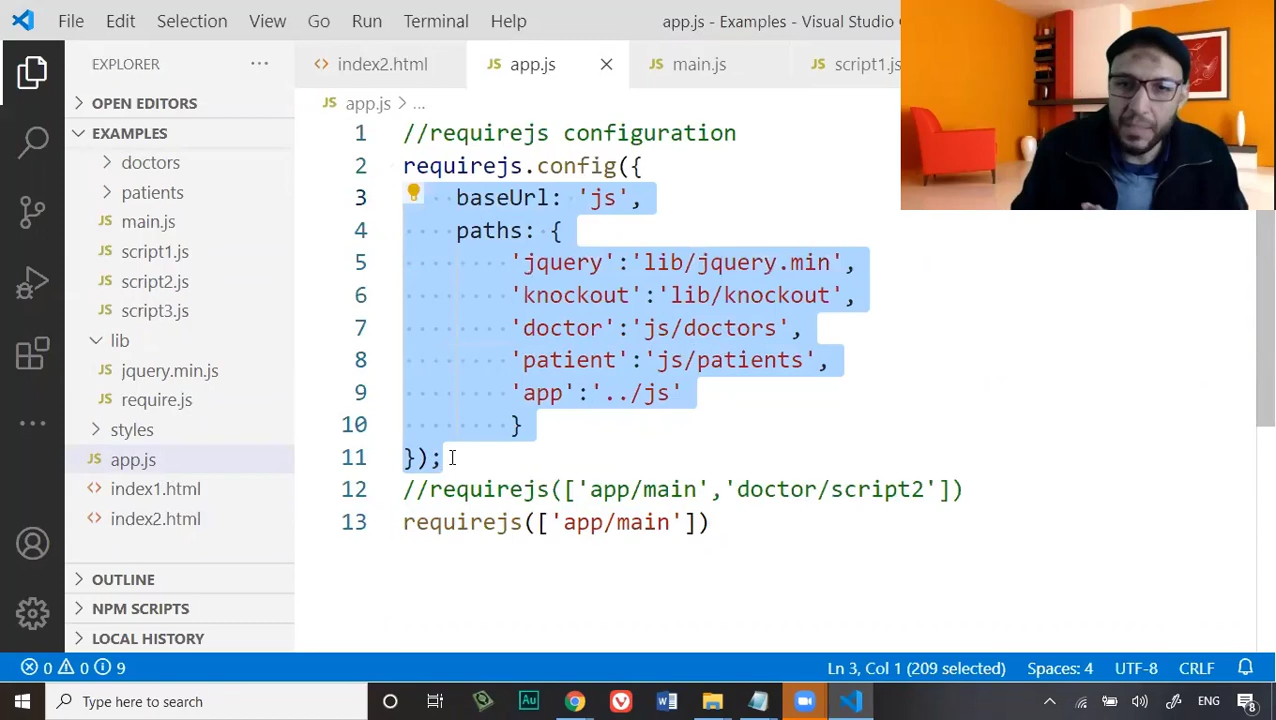 File Edit Selection View Go Run Terminal Help app.js - Examples - Visual Studio
EXPLORER
OPEN EDITORS
EXAMPLES
doctors
patients
main.js
script1.js
script2.js
script3.js
lib
jquery.min.js
require.js
styles
app.js
index1.html
index2.html
OUTLINE
NPM SCRIPTS
LOCAL HISTORY
index2.html app.js main.js script1.js
app.js > ...
1 //requirejs configuration
2 requirejs.config({
3 baseUrl: 'js',
4 paths: {
5 'jquery':'lib/jquery.min',
6 'knockout':'lib/knockout',
7 'doctor':'js/doctors',
8 'patient':'js/patients',
9 'app':'../js'
10 }
11 });
12 //requirejs(['app/main','doctor/script2'])
13 requirejs(['app/main'])
0 0 9 Ln 3, Col 1 (209 selected) Spaces: 4 UTF-8 CRLF
Type here to search Au ENG 8